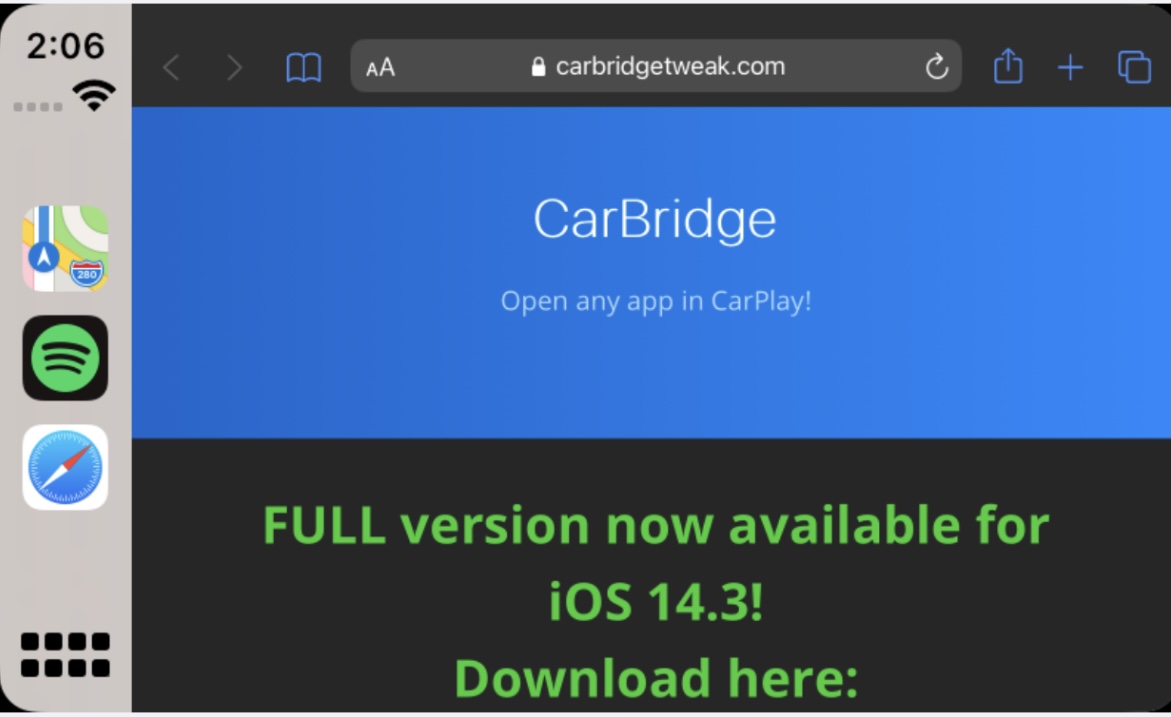 2:06
AA
carbridgetweak.com
280
CarBridge
Open any app in CarPlay!
FULL version now available for
iOS 14.3!
Download here: